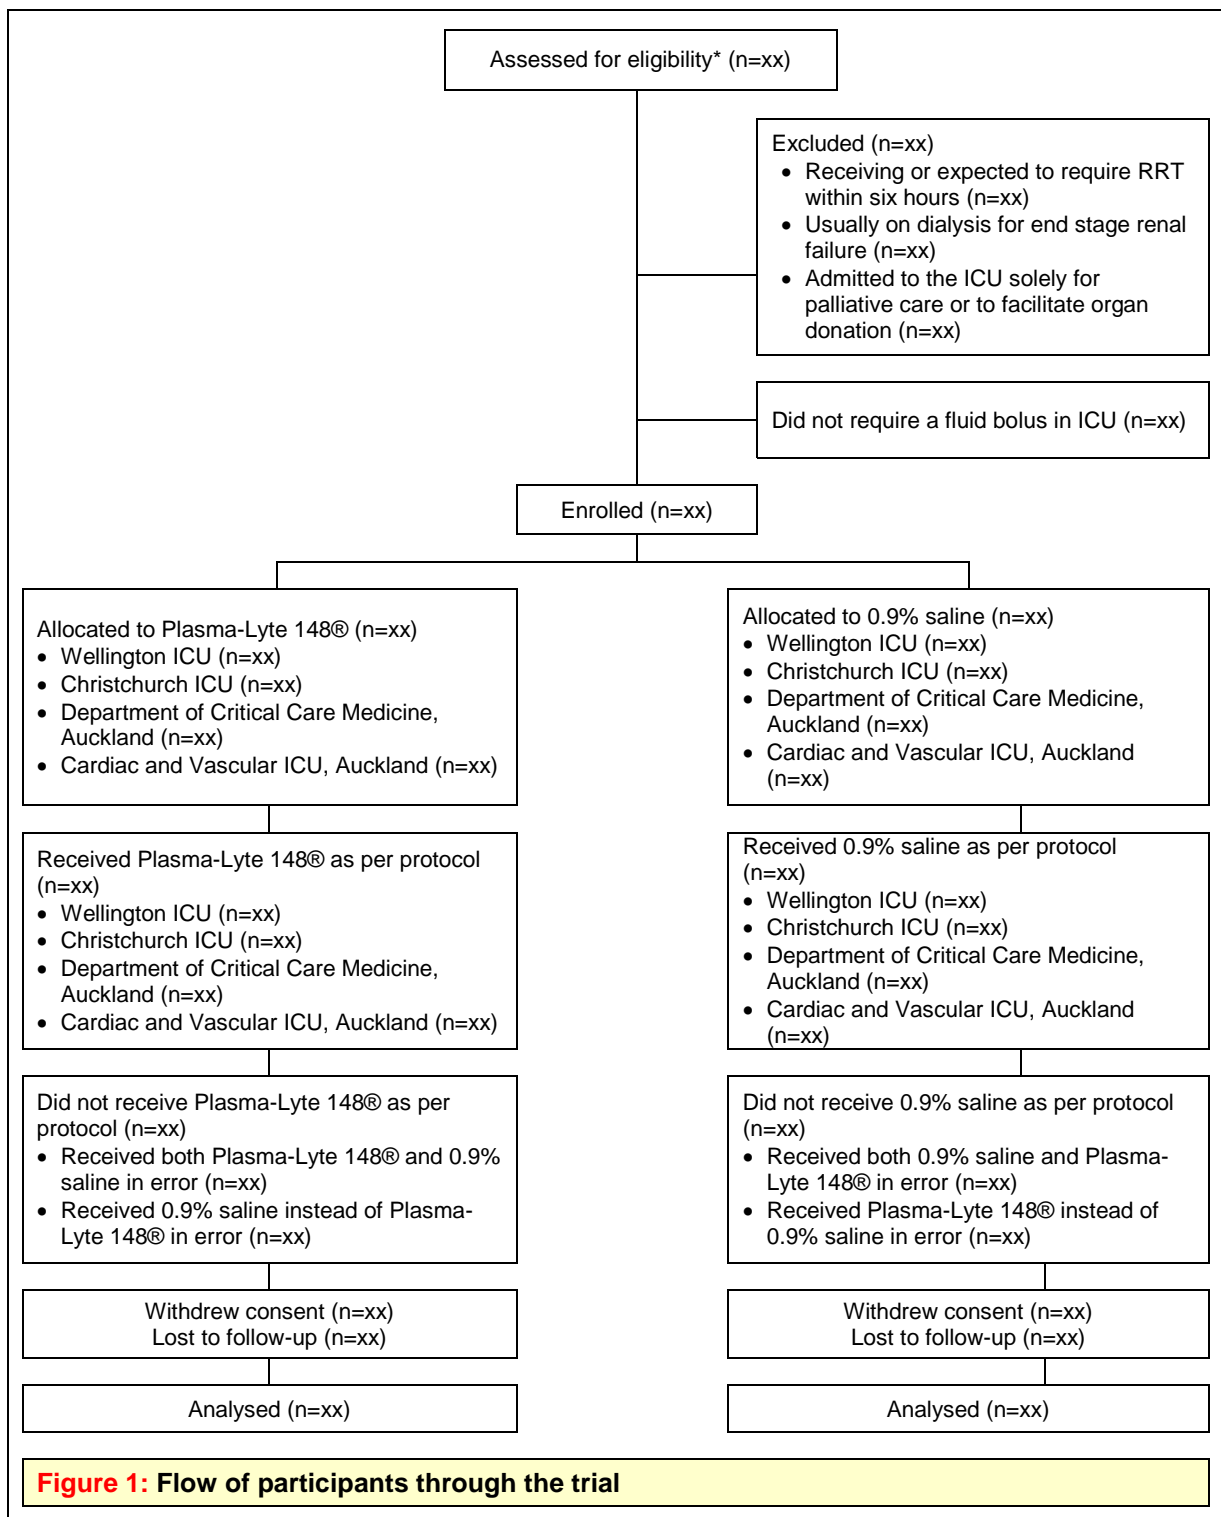 Assessed for eligibility* (n=xx)
Excluded (n=xx)
• Receiving or expected to require RRT
within six hours (n=xx)
• Usually on dialysis for end stage renal
failure (n=xx)
• Admitted to the ICU solely for
palliative care or to facilitate organ
donation (n=xx)
Did not require a fluid bolus in ICU (n=xx)
Enrolled (n=xx)
Allocated to Plasma-Lyte 148® (n=xx)
• Wellington ICU (n=xx)
• Christchurch ICU (n=xx)
• Department of Critical Care Medicine,
Auckland (n=xx)
• Cardiac and Vascular ICU, Auckland (n=xx)
Allocated to 0.9% saline (n=xx)
• Wellington ICU (n=xx)
• Christchurch ICU (n=xx)
• Department of Critical Care Medicine,
Auckland (n=xx)
• Cardiac and Vascular ICU, Auckland
(n=xx)
Received Plasma-Lyte 148® as per protocol
(n=xx)
• Wellington ICU (n=xx)
• Christchurch ICU (n=xx)
• Department of Critical Care Medicine,
Auckland (n=xx)
• Cardiac and Vascular ICU, Auckland (n=xx)
Received 0.9% saline as per protocol
(n=xx)
• Wellington ICU (n=xx)
• Christchurch ICU (n=xx)
• Department of Critical Care Medicine,
Auckland (n=xx)
• Cardiac and Vascular ICU, Auckland
(n=xx)
Did not receive Plasma-Lyte 148® as per
protocol (n=xx)
• Received both Plasma-Lyte 148® and 0.9%
saline in error (n=xx)
• Received 0.9% saline instead of Plasma-
Lyte 148® in error (n=xx)
Did not receive 0.9% saline as per protocol
(n=xx)
• Received both 0.9% saline and Plasma-
Lyte 148® in error (n=xx)
• Received Plasma-Lyte 148® instead of
0.9% saline in error (n=xx)
Withdrew consent (n=xx)
Lost to follow-up (n=xx)
Withdrew consent (n=xx)
Lost to follow-up (n=xx)
Analysed (n=xx)
Analysed (n=xx)
Figure 1: Flow of participants through the trial